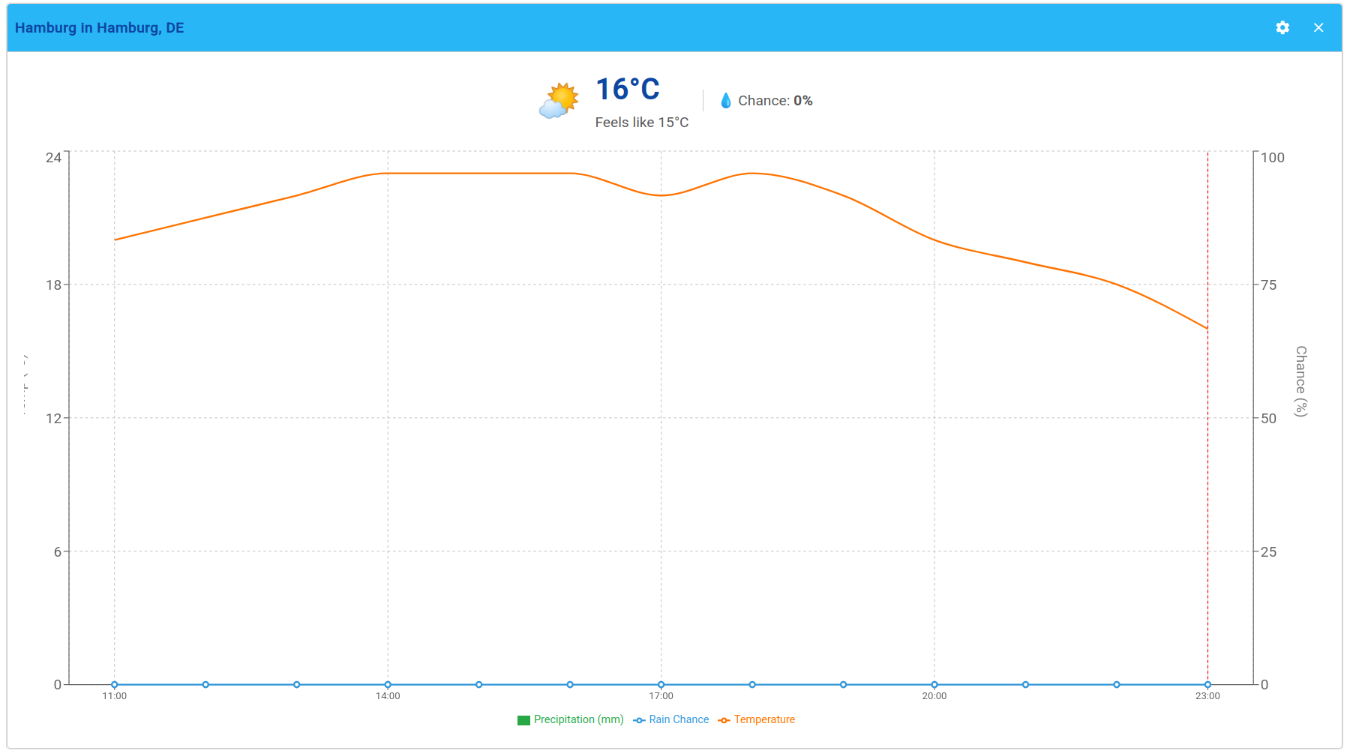 Hamburg in Hamburg, DE
16°C
Feels like 15°C
Chance: 0%
24
18
12
6
0
100
75
50
25
0
Chance (%)
11:00
14:00
17:00
20:00
23:00
Precipitation (mm)
Rain Chance
Temperature